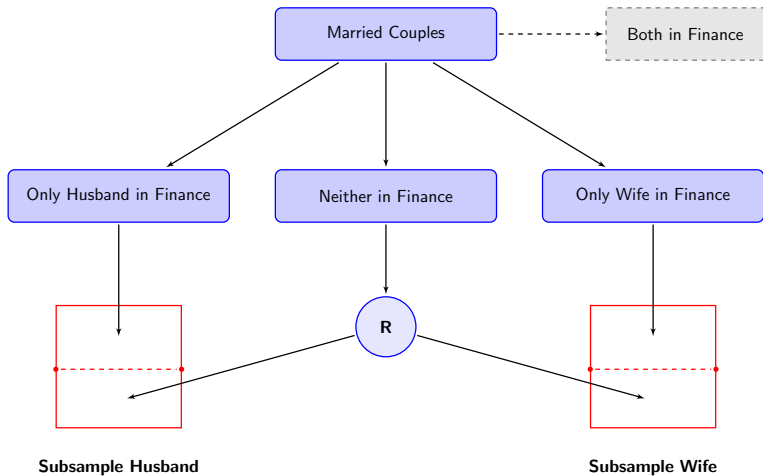 Married Couples
Both in Finance
Only Husband in Finance
Neither in Finance
Only Wife in Finance
R
Subsample Husband
Subsample Wife